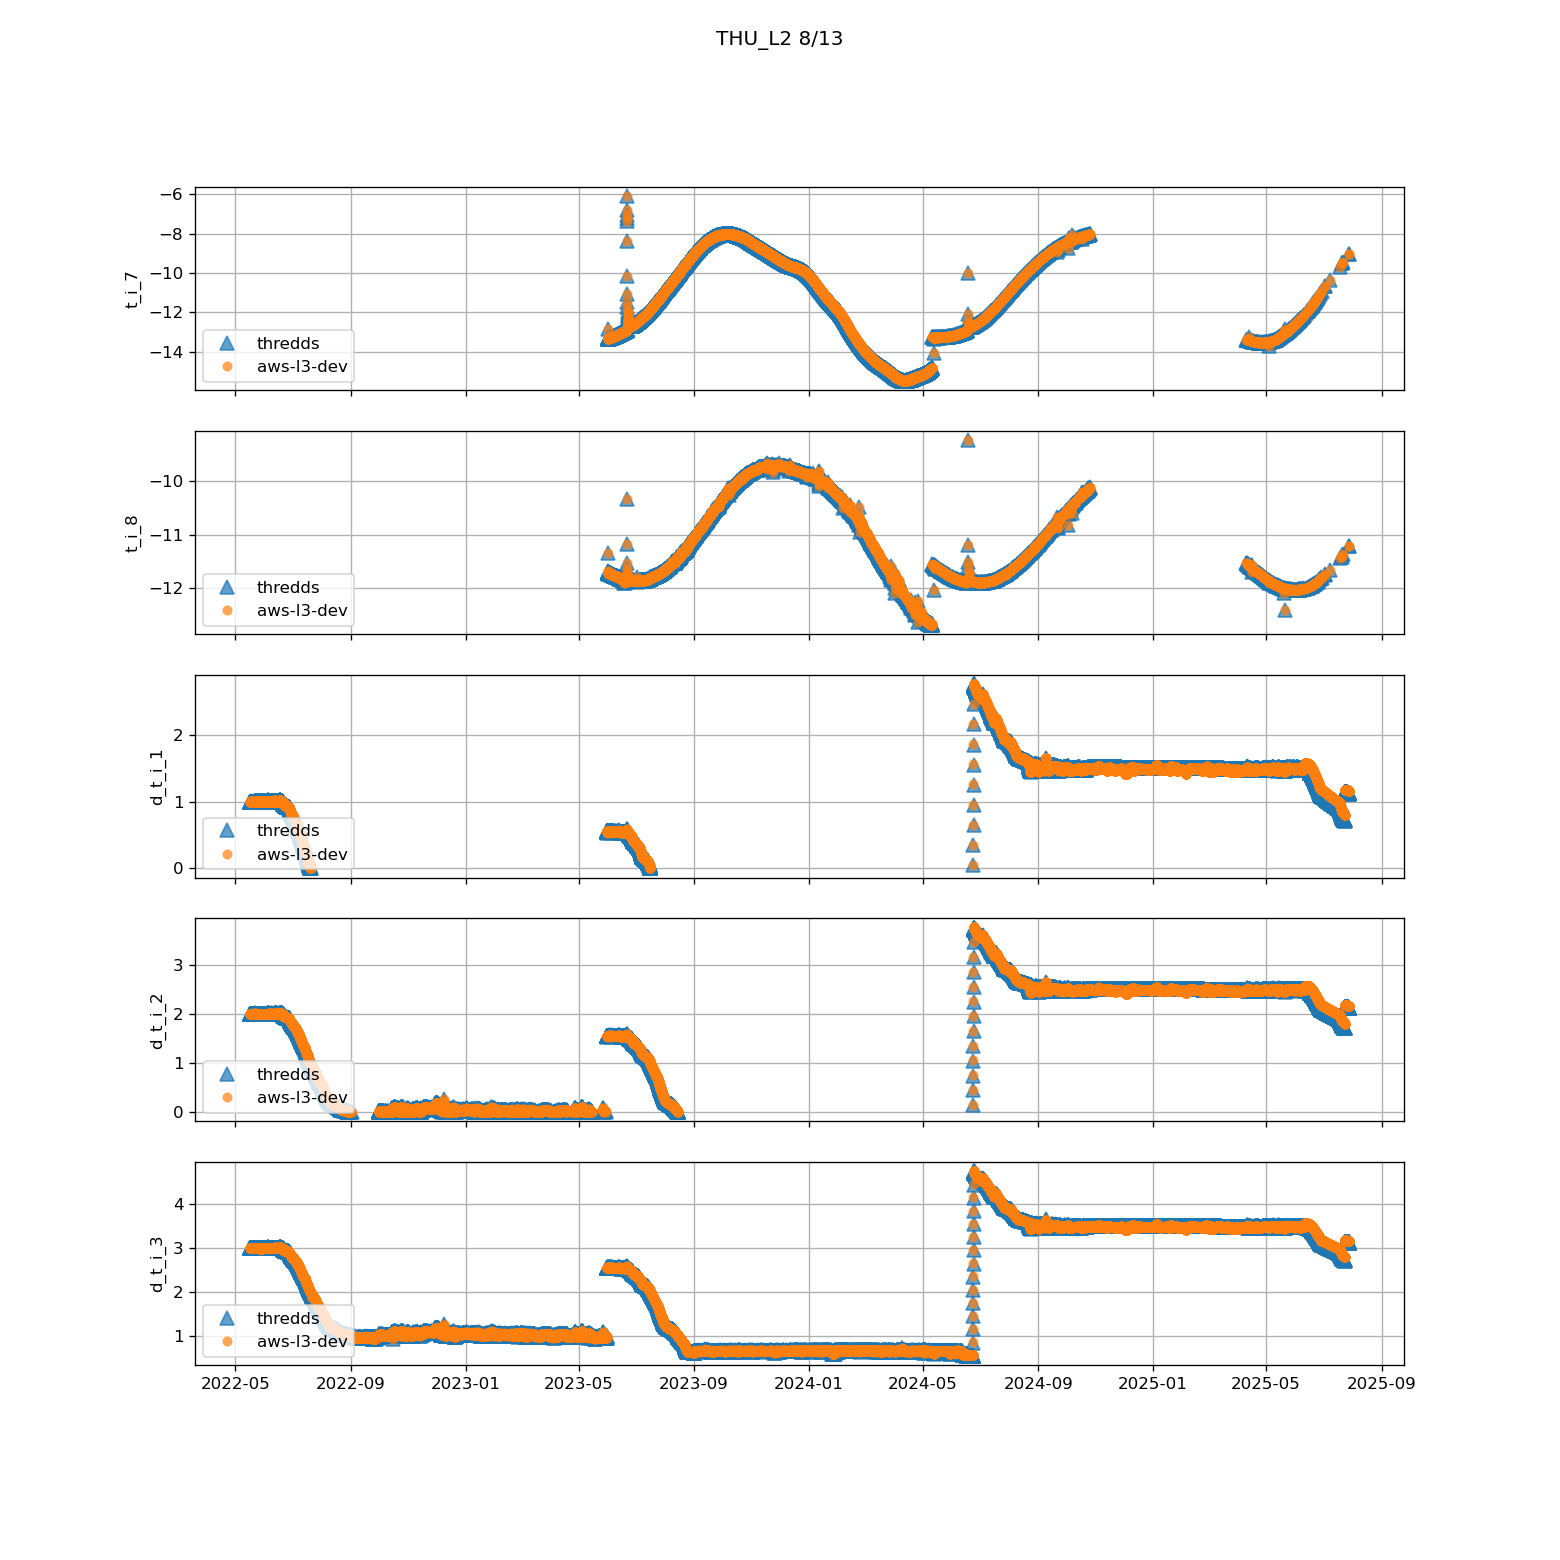 THU_L2 8/13
t_i_7
−6
−8
−10
−12
−14
thredds
aws-l3-dev
t_i_8
−10
−11
−12
thredds
aws-l3-dev
d_t_i_1
2
1
0
thredds
aws-l3-dev
d_t_i_2
3
2
1
0
thredds
aws-l3-dev
d_t_i_3
4
3
2
1
thredds
aws-l3-dev
2022-05 2022-09 2023-01 2023-05 2023-09 2024-01 2024-05 2024-09 2025-01 2025-05 2025-09